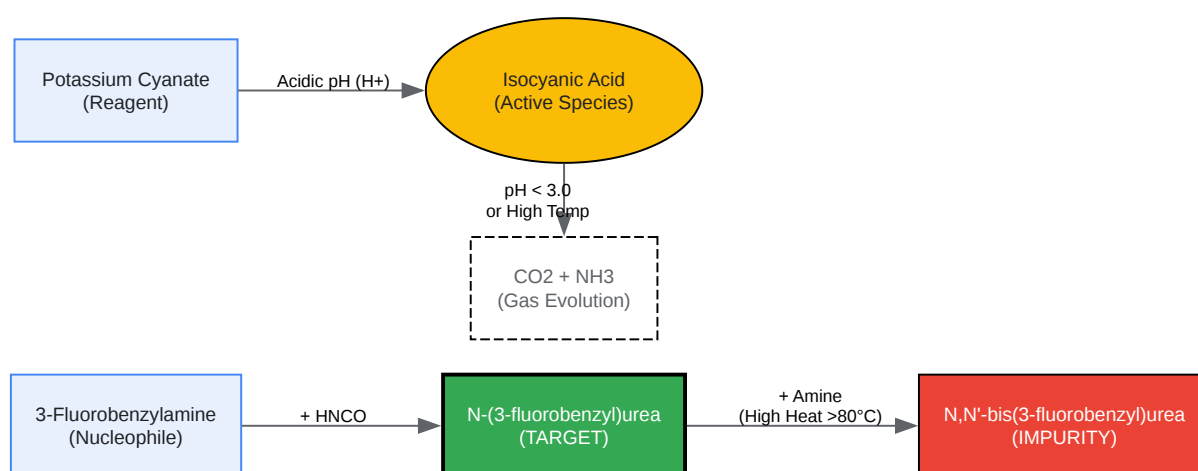 Potassium Cyanate
(Reagent)
Acidic pH (H+)
Isocyanic Acid
(Active Species)
pH < 3.0
or High Temp
CO2 + NH3
(Gas Evolution)
3-Fluorobenzylamine
(Nucleophile)
+ HNCO
N-(3-fluorobenzyl)urea
(TARGET)
+ Amine
(High Heat >80°C)
N,N'-bis(3-fluorobenzyl)urea
(IMPURITY)